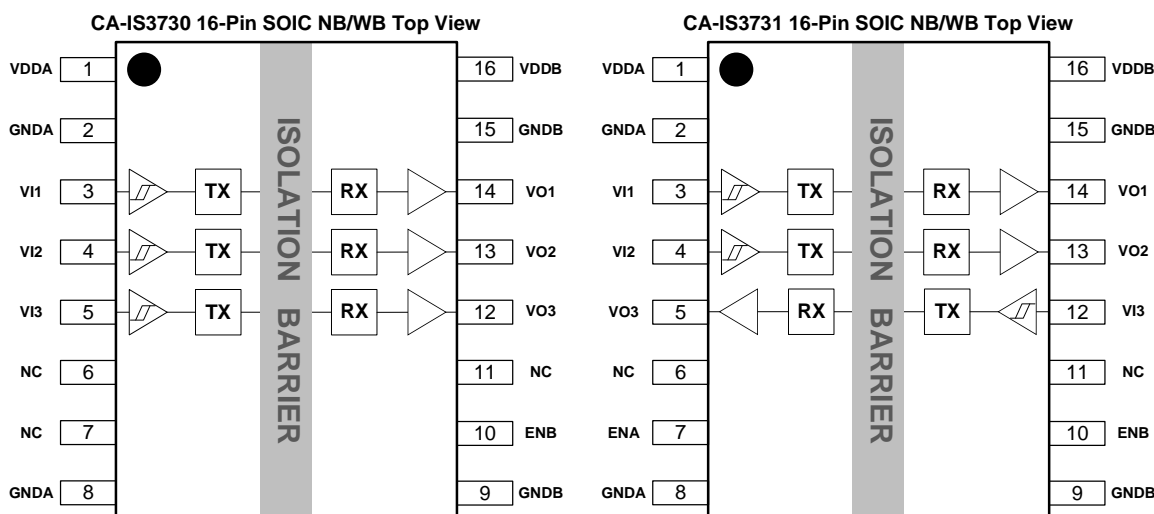 CA-IS3730 16-Pin SOIC NB/WB Top View
VDDA 1 16 VDDB
GNDA 2 15 GNDB
VI1 3 TX RX 14 VO1
VI2 4 TX RX 13 VO2
VI3 5 TX RX 12 VO3
NC 6 11 NC
NC 7 10 ENB
GNDA 8 9 GNDB
ISOLATION BARRIER
CA-IS3731 16-Pin SOIC NB/WB Top View
VDDA 1 16 VDDB
GNDA 2 15 GNDB
VI1 3 TX RX 14 VO1
VI2 4 TX RX 13 VO2
VO3 5 RX TX 12 VI3
NC 6 11 NC
ENA 7 10 ENB
GNDA 8 9 GNDB
ISOLATION BARRIER